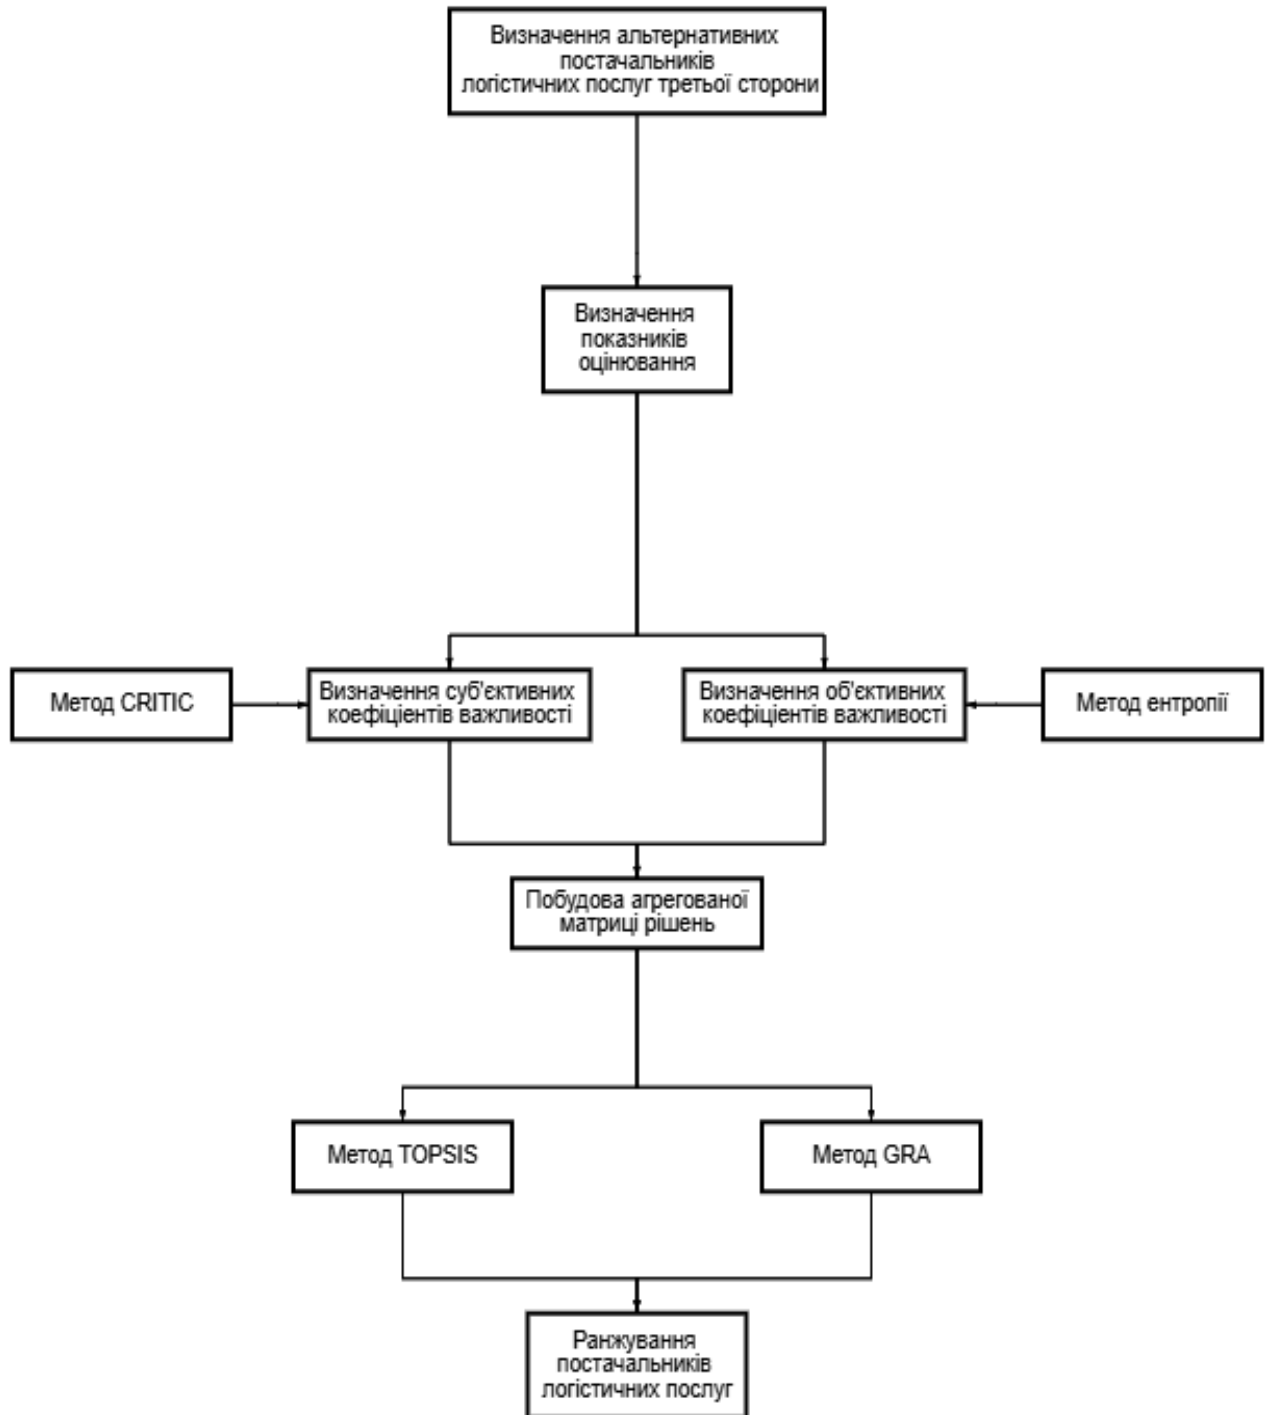 Визначення альтернативних
постачальників
логістичних послуг третьої сторони
Визначення
показників
оцінювання
Метод CRITIC
Визначення суб'єктивних
коефіцієнтів важливості
Визначення об'єктивних
коефіцієнтів важливості
Метод ентропії
Побудова агрегованої
матриці рішень
Метод TOPSIS
Метод GRA
Ранжування
постачальників
логістичних послуг